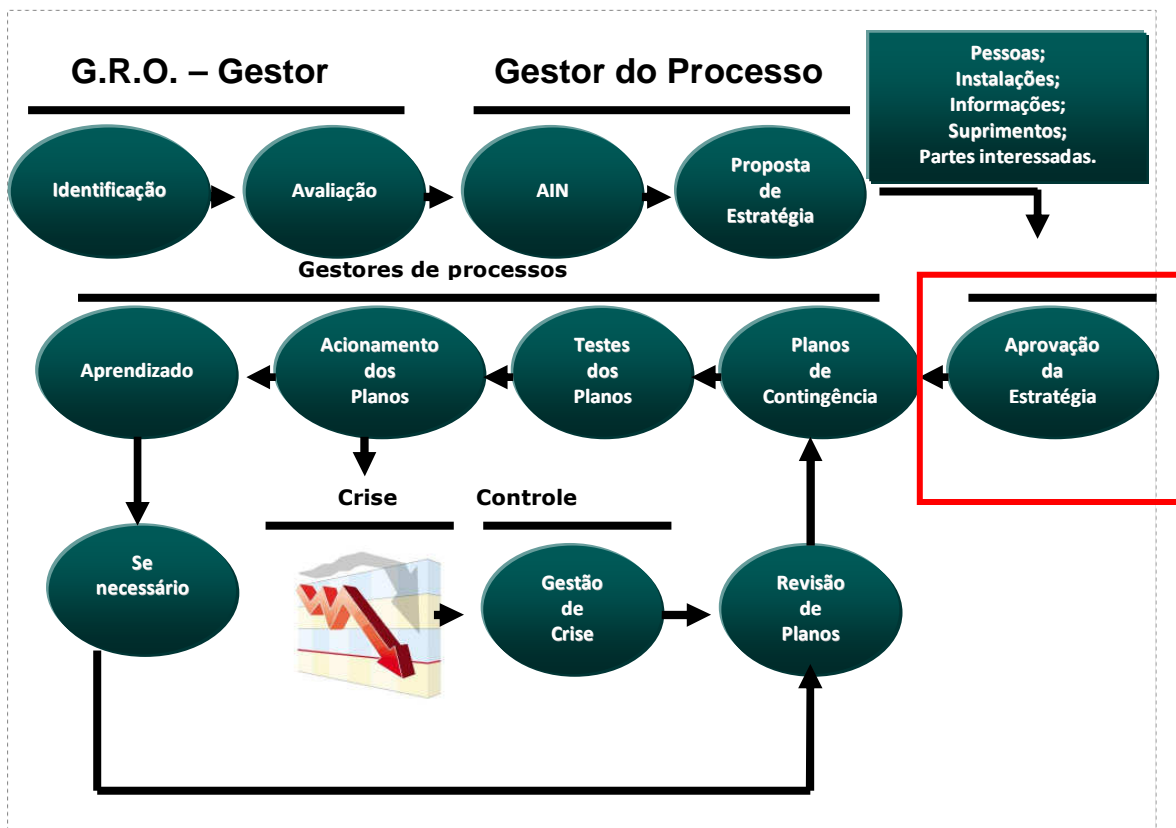 G.R.O. – Gestor
Gestor do Processo
Pessoas;
Instalações;
Informações;
Suprimentos;
Partes interessadas.
Identificação
Avaliação
AIN
Proposta
de
Estratégia
Gestores de processos
Aprendizado
Acionamento
dos
Planos
Testes
dos
Planos
Planos
de
Contingência
Aprovação
da
Estratégia
Crise
Controle
Se
necessário
Gestão
de
Crise
Revisão
de
Planos